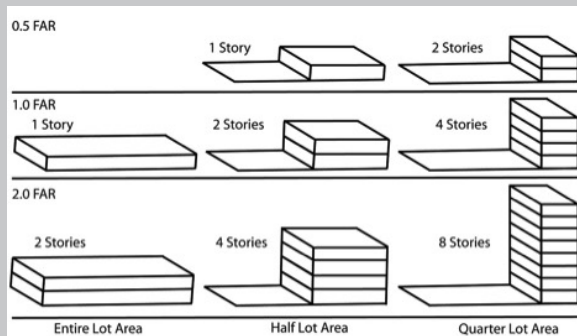 0.5 FAR
1 Story
2 Stories
1.0 FAR
1 Story
2 Stories
4 Stories
2.0 FAR
2 Stories
4 Stories
8 Stories
Entire Lot Area
Half Lot Area
Quarter Lot Area